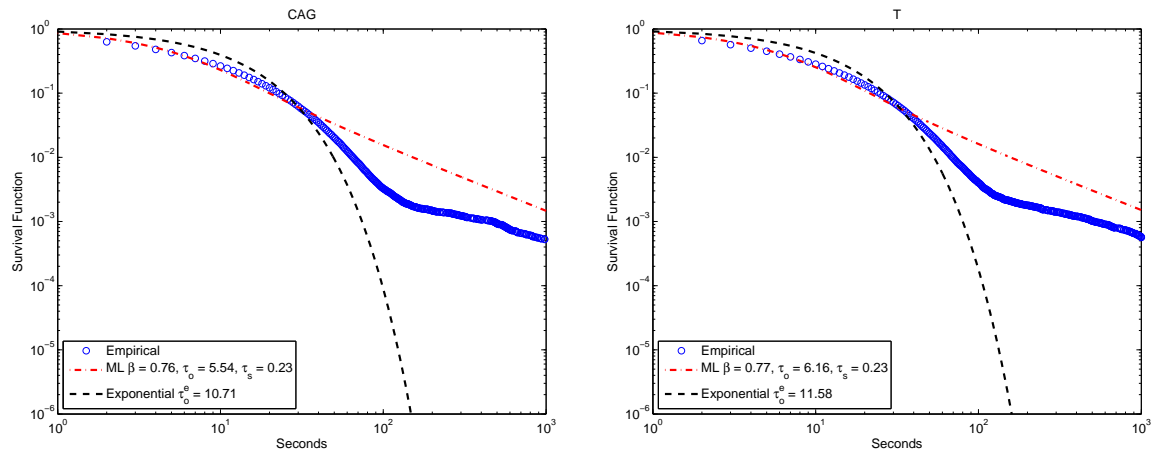 CAG
10^0
10^-1
10^-2
10^-3
10^-4
10^-5
10^-6
Survival Function
Empirical
ML β = 0.76, τ_o = 5.54, τ_s = 0.23
Exponential τ_o^e = 10.71
10^0 10^1 10^2 10^3
Seconds
T
10^0
10^-1
10^-2
10^-3
10^-4
10^-5
10^-6
Survival Function
Empirical
ML β = 0.77, τ_o = 6.16, τ_s = 0.23
Exponential τ_o^e = 11.58
10^0 10^1 10^2 10^3
Seconds